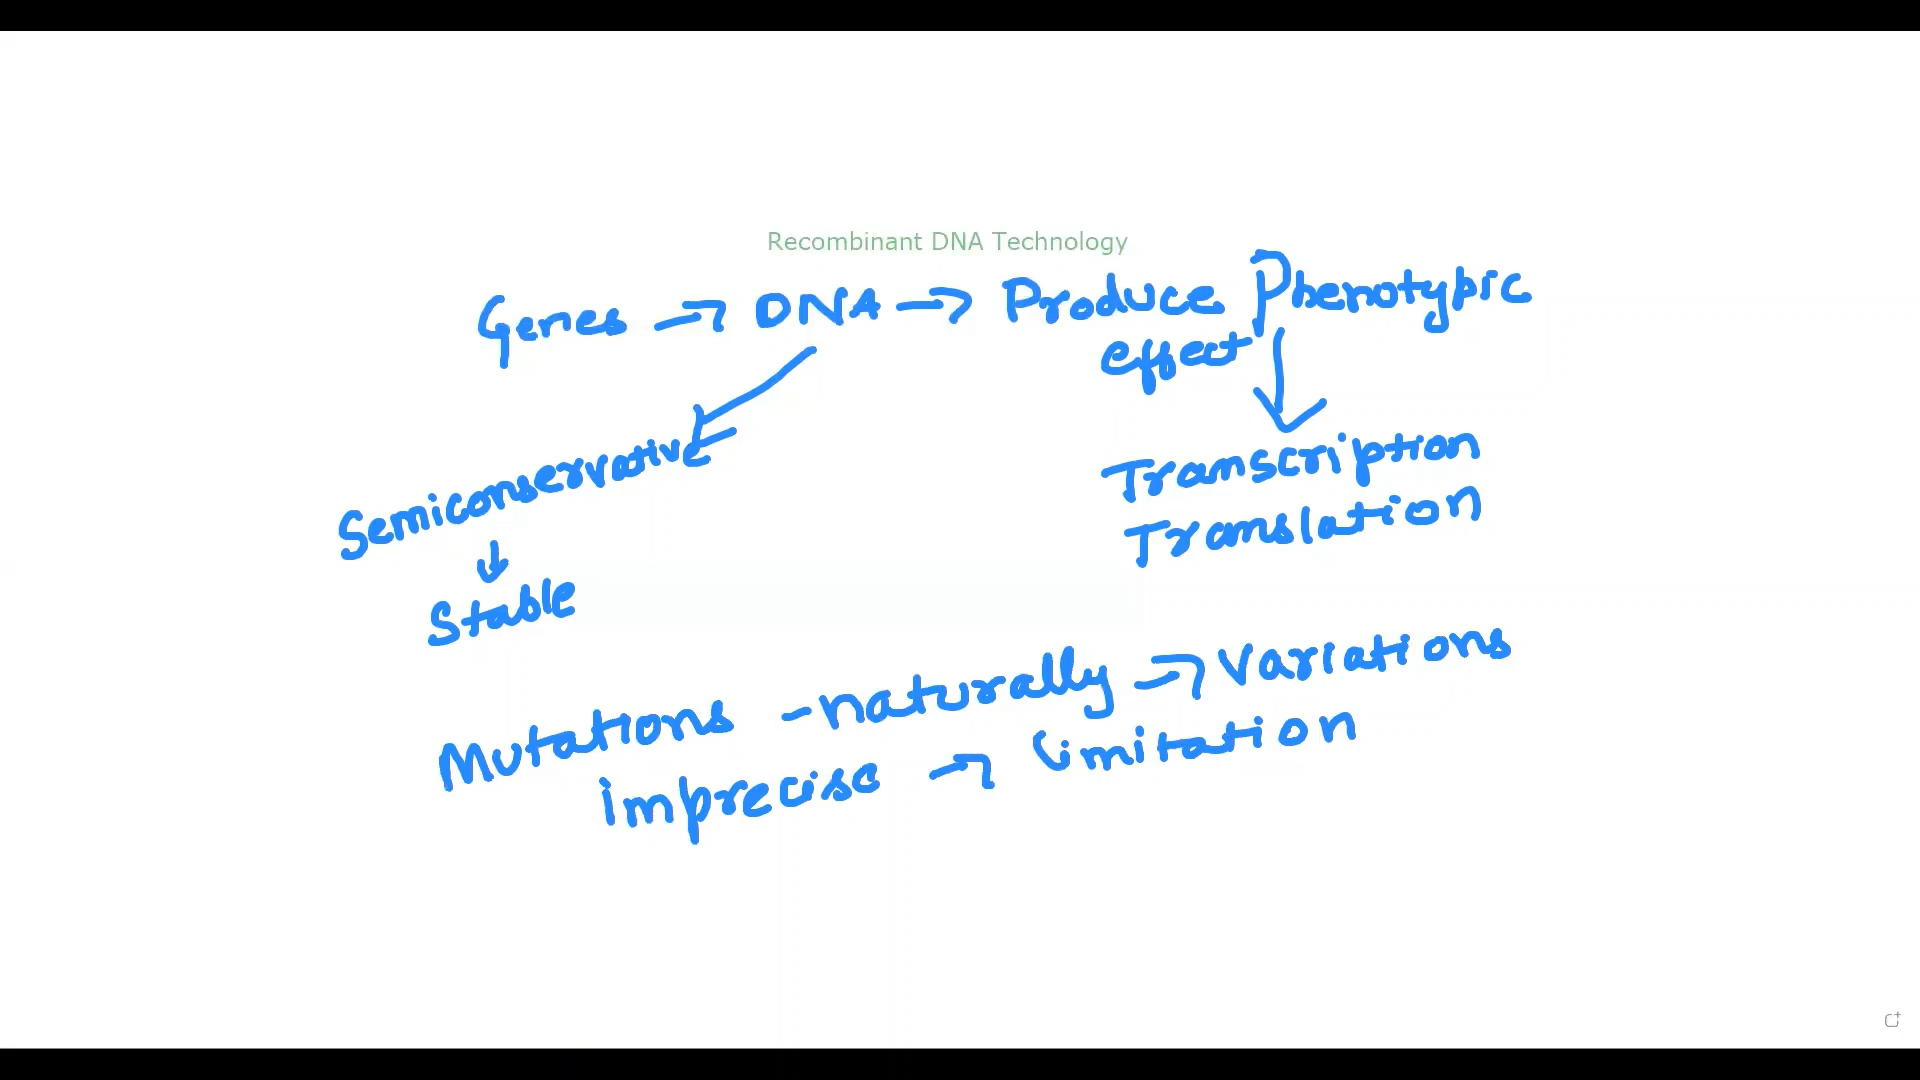 Recombinant DNA Technology
Genes → DNA → Produce Phenotypic
effect
Semiconservative
Transcription
Translation
↓
Stable
Mutations - naturally → Variations
imprecise → limitation